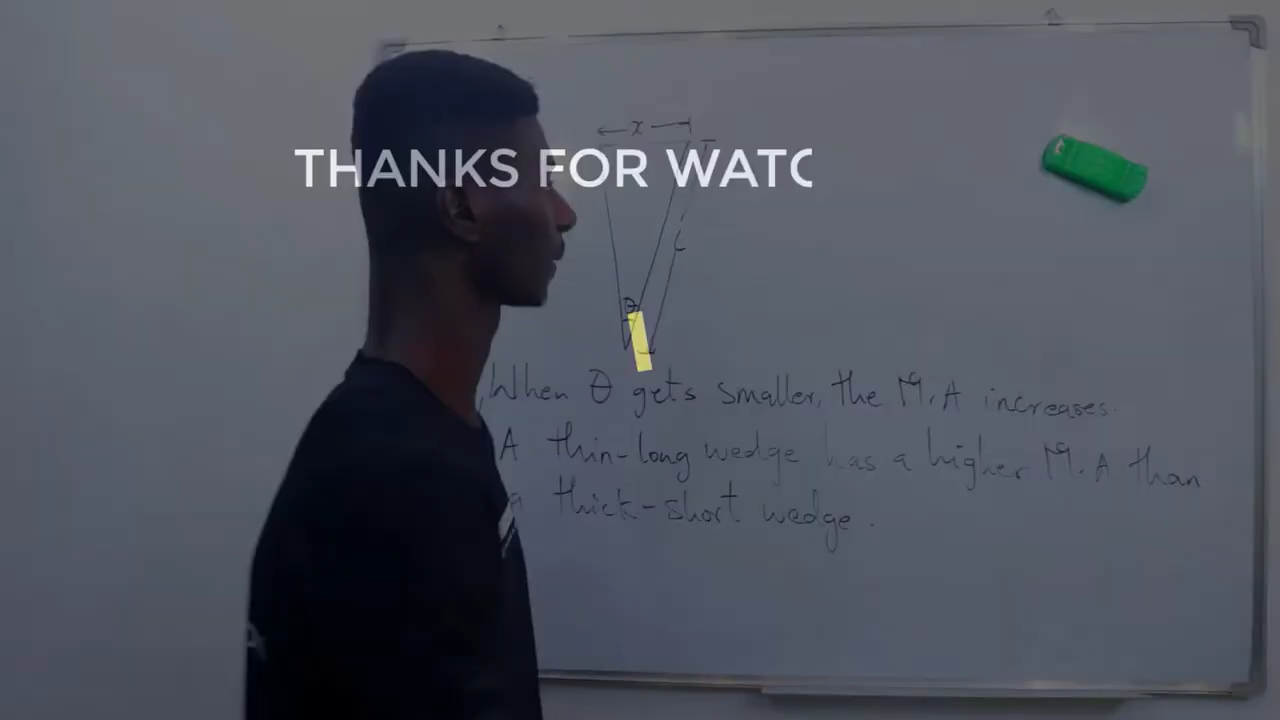 x
THANKS FOR WATC
L
θ
When θ gets smaller, the M.A increases.
A thin-long wedge has a higher M.A than
a thick-short wedge.